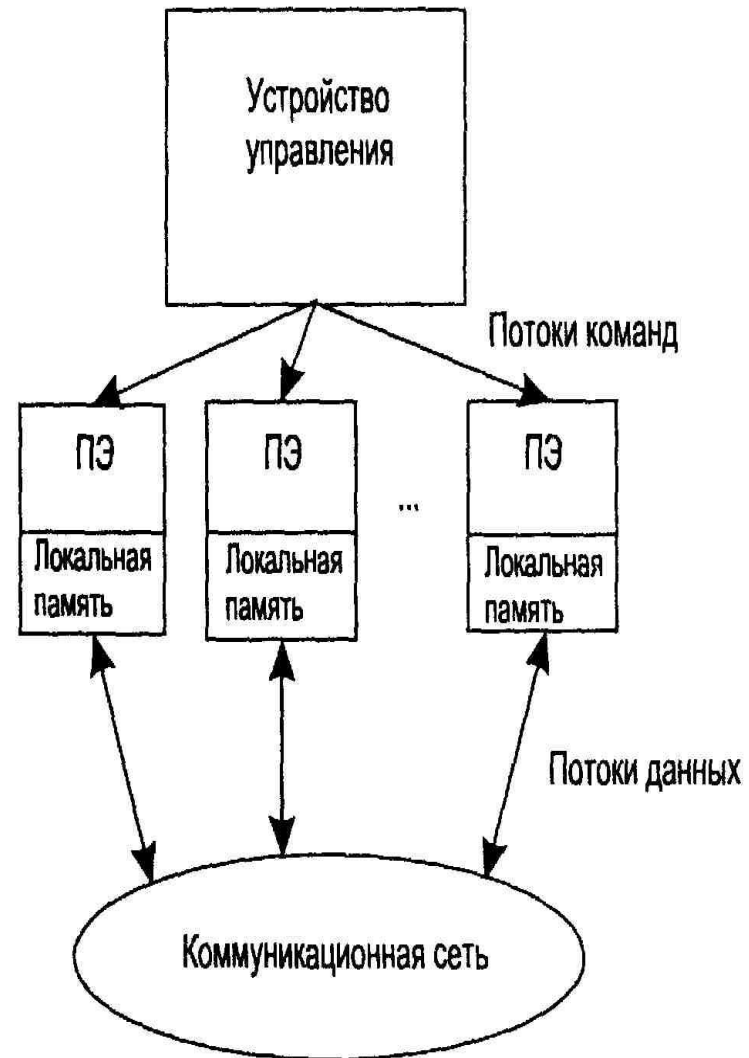 Устройство
управления
Потоки команд
ПЭ
ПЭ
...
ПЭ
Локальная
память
Локальная
память
Локальная
память
Потоки данных
Коммуникационная сеть